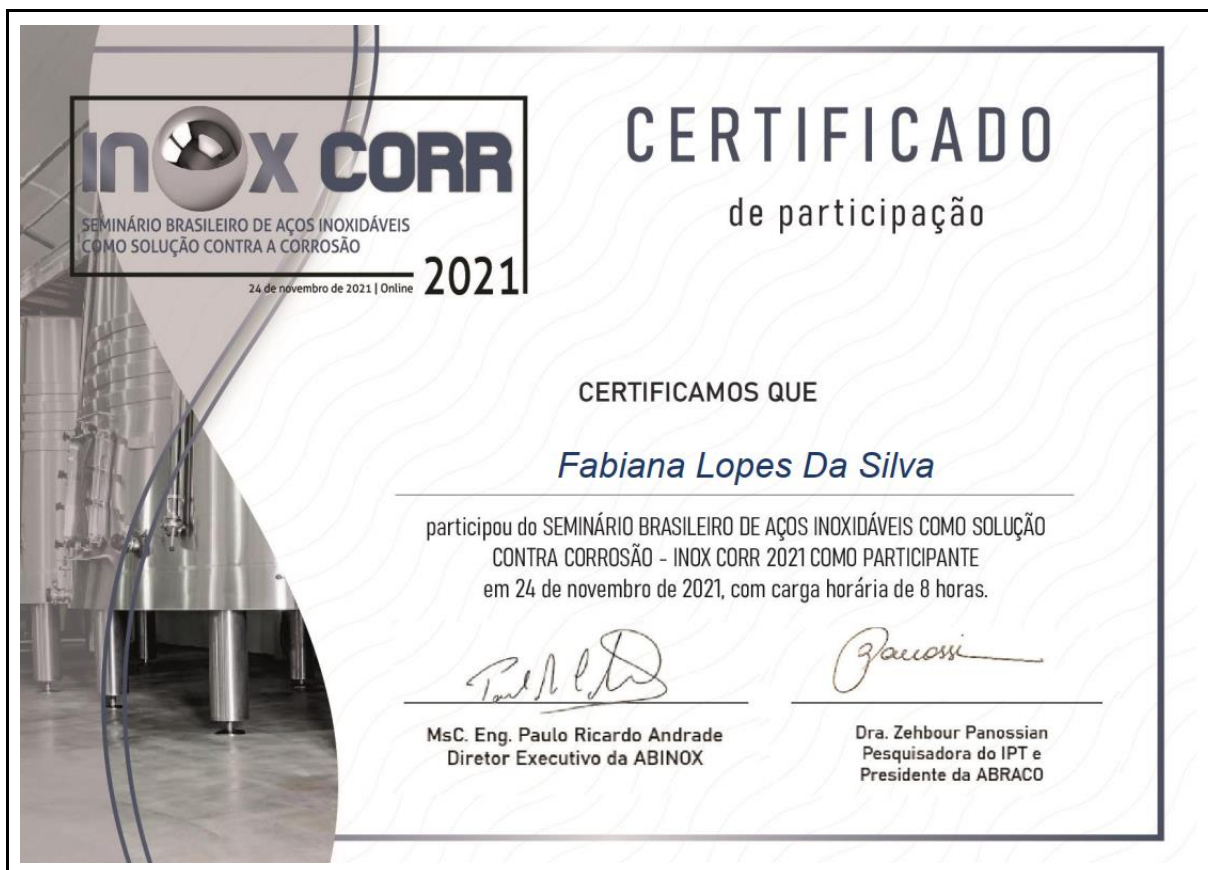 INOX CORR
SEMINÁRIO BRASILEIRO DE AÇOS INOXIDÁVEIS
COMO SOLUÇÃO CONTRA A CORROSÃO
24 de novembro de 2021 | Online
2021
CERTIFICADO
de participação
CERTIFICAMOS QUE
Fabiana Lopes Da Silva
participou do SEMINÁRIO BRASILEIRO DE AÇOS INOXIDÁVEIS COMO SOLUÇÃO
CONTRA CORROSÃO - INOX CORR 2021 COMO PARTICIPANTE
em 24 de novembro de 2021, com carga horária de 8 horas.
MsC. Eng. Paulo Ricardo Andrade
Diretor Executivo da ABINOX
Dra. Zehbour Panossian
Pesquisadora do IPT e
Presidente da ABRACO